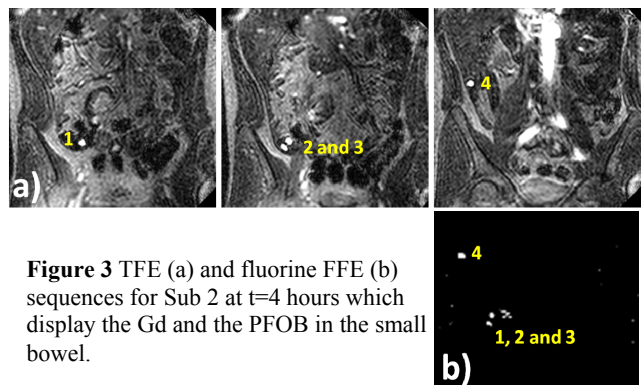 1
2 and 3
4
a)
Figure 3 TFE (a) and fluorine FFE (b)
sequences for Sub 2 at t=4 hours which
display the Gd and the PFOB in the small
bowel.
4
1, 2 and 3
b)